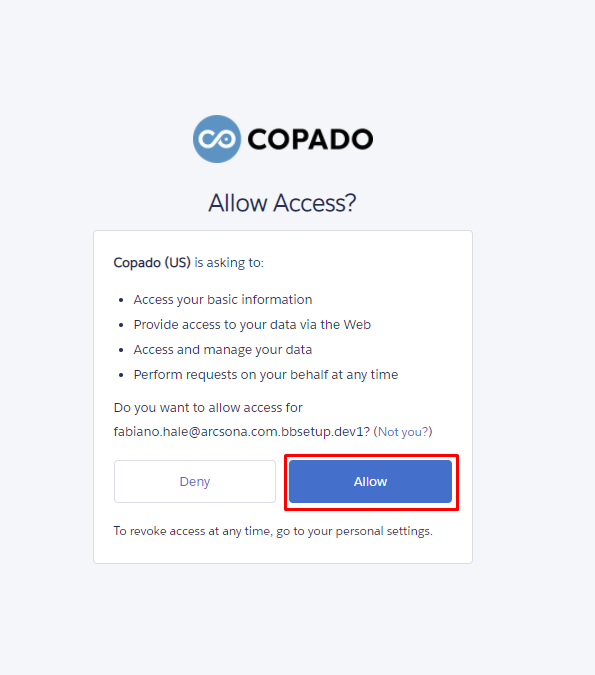 COPADO
Allow Access?
Copado (US) is asking to:
• Access your basic information
• Provide access to your data via the Web
• Access and manage your data
• Perform requests on your behalf at any time
Do you want to allow access for
fabiano.hale@arcsona.com.bbsetup.dev1? (Not you?)
Deny
Allow
To revoke access at any time, go to your personal settings.